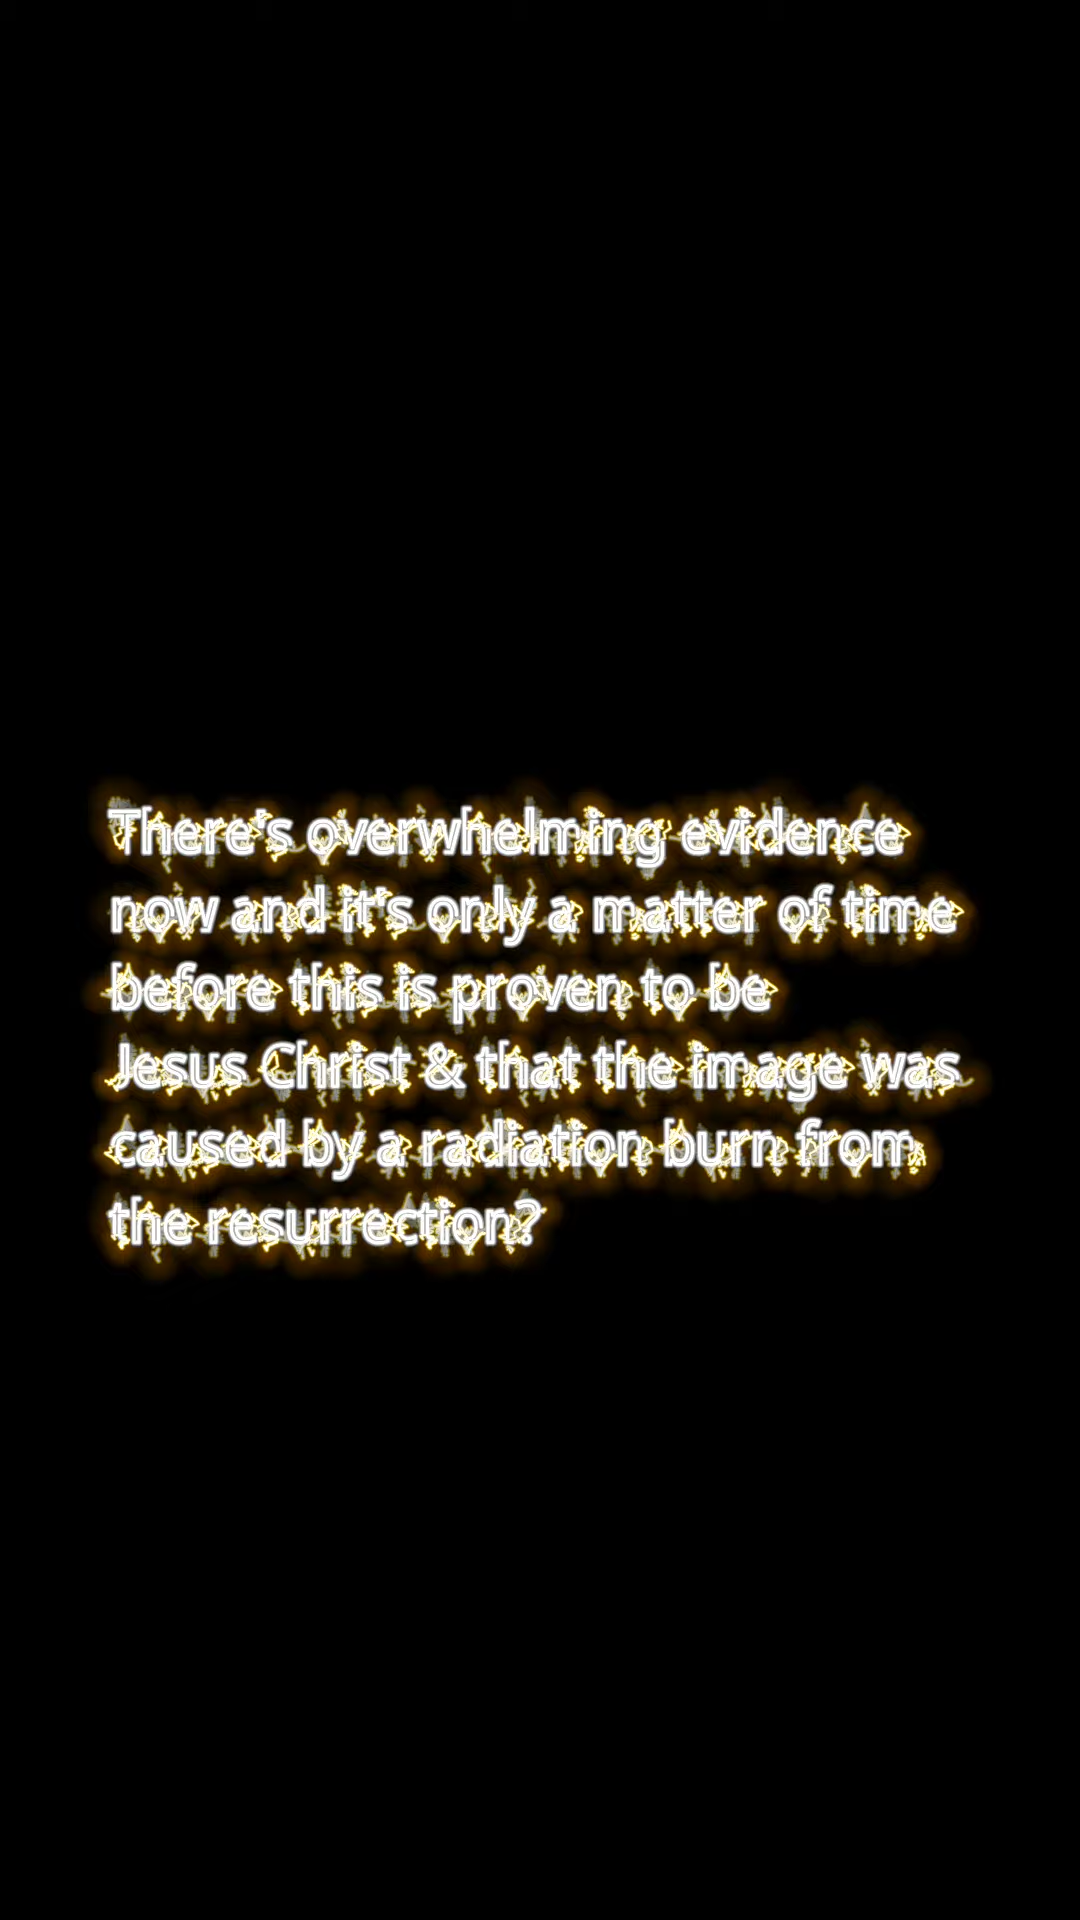 There's overwhelming evidence
now and it's only a matter of time
before this is proven to be
Jesus Christ & that the image was
caused by a radiation burn from
the resurrection?